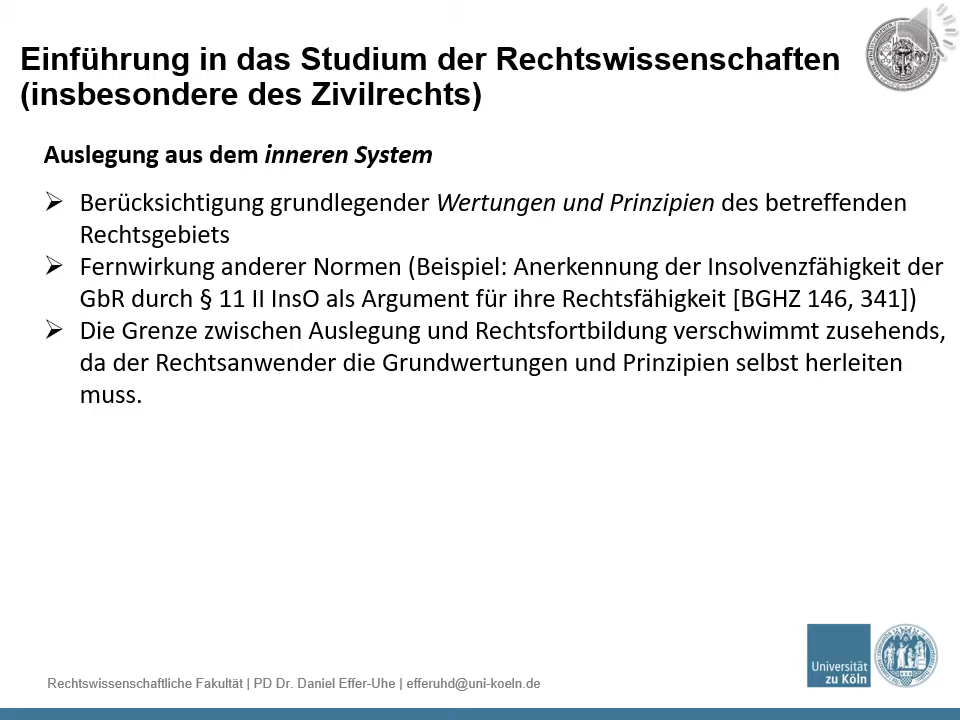 Einführung in das Studium der Rechtswissenschaften
(insbesondere des Zivilrechts)
Auslegung aus dem inneren System
Berücksichtigung grundlegender Wertungen und Prinzipien des betreffenden
Rechtsgebiets
Fernwirkung anderer Normen (Beispiel: Anerkennung der Insolvenzfähigkeit der
GbR durch § 11 II InsO als Argument für ihre Rechtsfähigkeit [BGHZ 146, 341])
Die Grenze zwischen Auslegung und Rechtsfortbildung verschwimmt zusehends,
da der Rechtsanwender die Grundwertungen und Prinzipien selbst herleiten
muss.
Universität
zu Köln
Rechtswissenschaftliche Fakultät | PD Dr. Daniel Effer-Uhe | efferuhd@uni-koeln.de